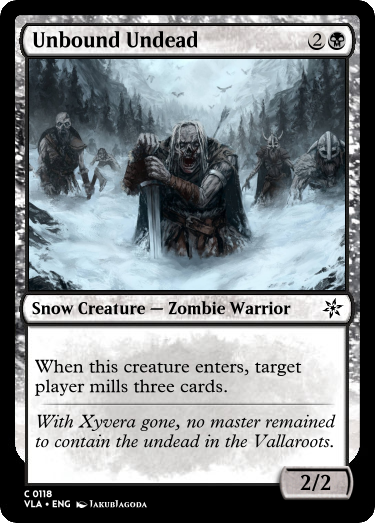 Unbound Undead 2
Snow Creature — Zombie Warrior
When this creature enters, target
player mills three cards.
With Xyvera gone, no master remained
to contain the undead in the Vallaroots.
2/2
C 0118
VLA • ENG JAKUBJAGODA